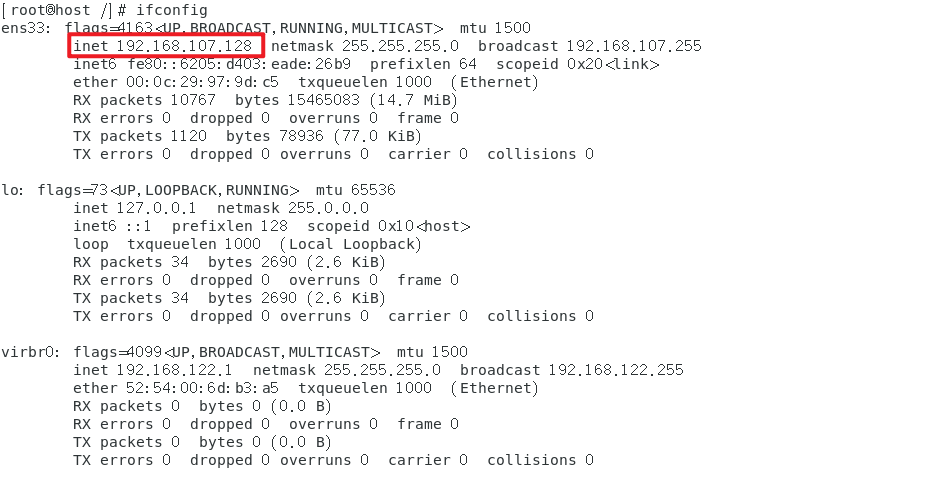 [root@host /]# ifconfig
ens33: flags=4163<UP,BROADCAST,RUNNING,MULTICAST>  mtu 1500
        inet 192.168.107.128  netmask 255.255.255.0  broadcast 192.168.107.255
        inet6 fe80::6205:d403:eade:26b9  prefixlen 64  scopeid 0x20<link>
        ether 00:0c:29:97:9d:c5  txqueuelen 1000  (Ethernet)
        RX packets 10767  bytes 15465083 (14.7 MiB)
        RX errors 0  dropped 0  overruns 0  frame 0
        TX packets 1120  bytes 78936 (77.0 KiB)
        TX errors 0  dropped 0 overruns 0  carrier 0  collisions 0

lo: flags=73<UP,LOOPBACK,RUNNING>  mtu 65536
        inet 127.0.0.1  netmask 255.0.0.0
        inet6 ::1  prefixlen 128  scopeid 0x10<host>
        loop  txqueuelen 1000  (Local Loopback)
        RX packets 34  bytes 2690 (2.6 KiB)
        RX errors 0  dropped 0  overruns 0  frame 0
        TX packets 34  bytes 2690 (2.6 KiB)
        TX errors 0  dropped 0 overruns 0  carrier 0  collisions 0

virbr0: flags=4099<UP,BROADCAST,MULTICAST>  mtu 1500
        inet 192.168.122.1  netmask 255.255.255.0  broadcast 192.168.122.255
        ether 52:54:00:6d:b3:a5  txqueuelen 1000  (Ethernet)
        RX packets 0  bytes 0 (0.0 B)
        RX errors 0  dropped 0  overruns 0  frame 0
        TX packets 0  bytes 0 (0.0 B)
        TX errors 0  dropped 0 overruns 0  carrier 0  collisions 0